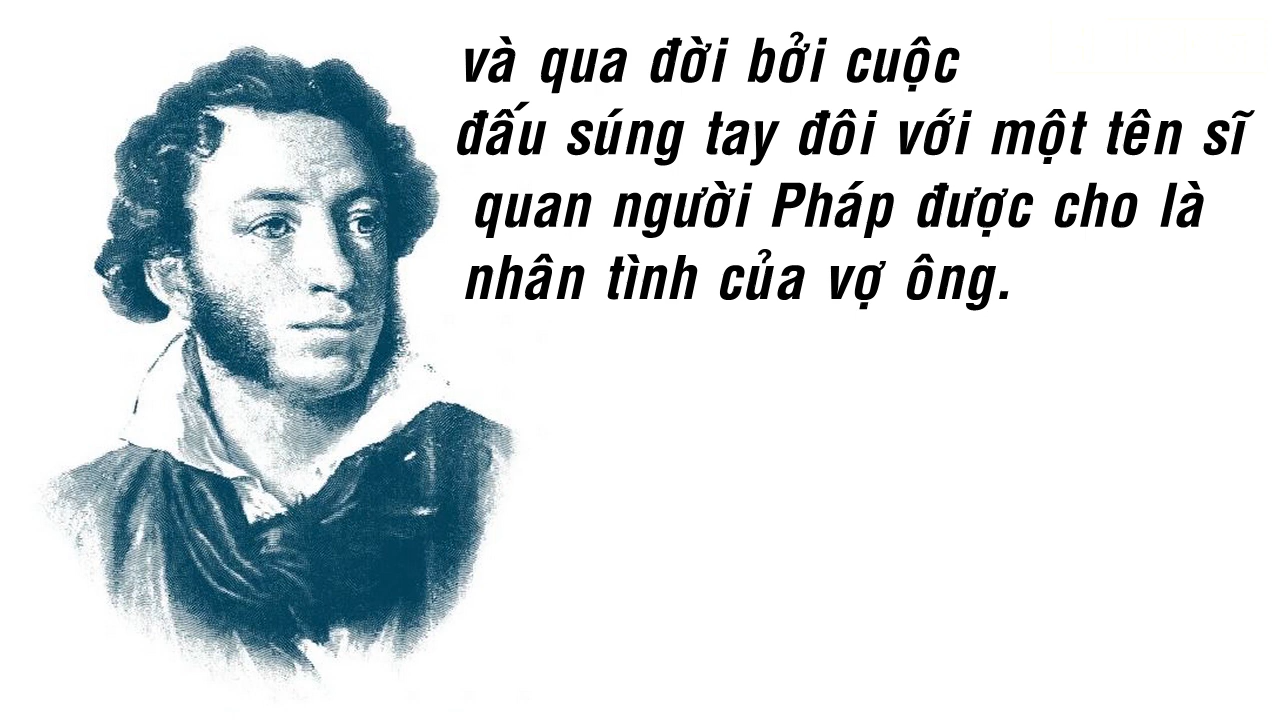 và qua đời bởi cuộc
đấu súng tay đôi với một tên sĩ
quan người Pháp được cho là
nhân tình của vợ ông.